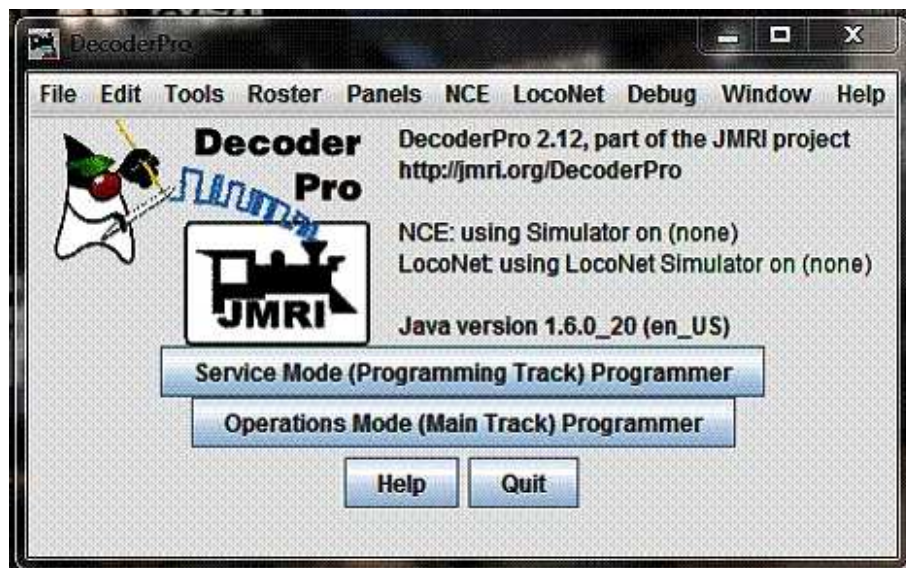 DecoderPro
File Edit Tools Roster Panels NCE LocoNet Debug Window Help
Decoder
Pro
JMRI
DecoderPro 2.12, part of the JMRI project
http://jmri.org/DecoderPro
NCE: using Simulator on (none)
LocoNet: using LocoNet Simulator on (none)
Java version 1.6.0_20 (en_US)
Service Mode (Programming Track) Programmer
Operations Mode (Main Track) Programmer
Help Quit